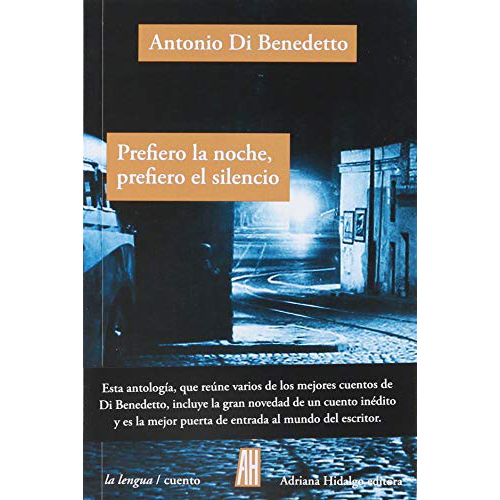 Antonio Di Benedetto
Prefiero la noche,
prefiero el silencio
Esta antología, que reúne varios de los mejores cuentos de
Di Benedetto, incluye la gran novedad de un cuento inédito
y es la mejor puerta de entrada al mundo del escritor.
la lengua / cuento
AH
Adriana Hidalgo editora